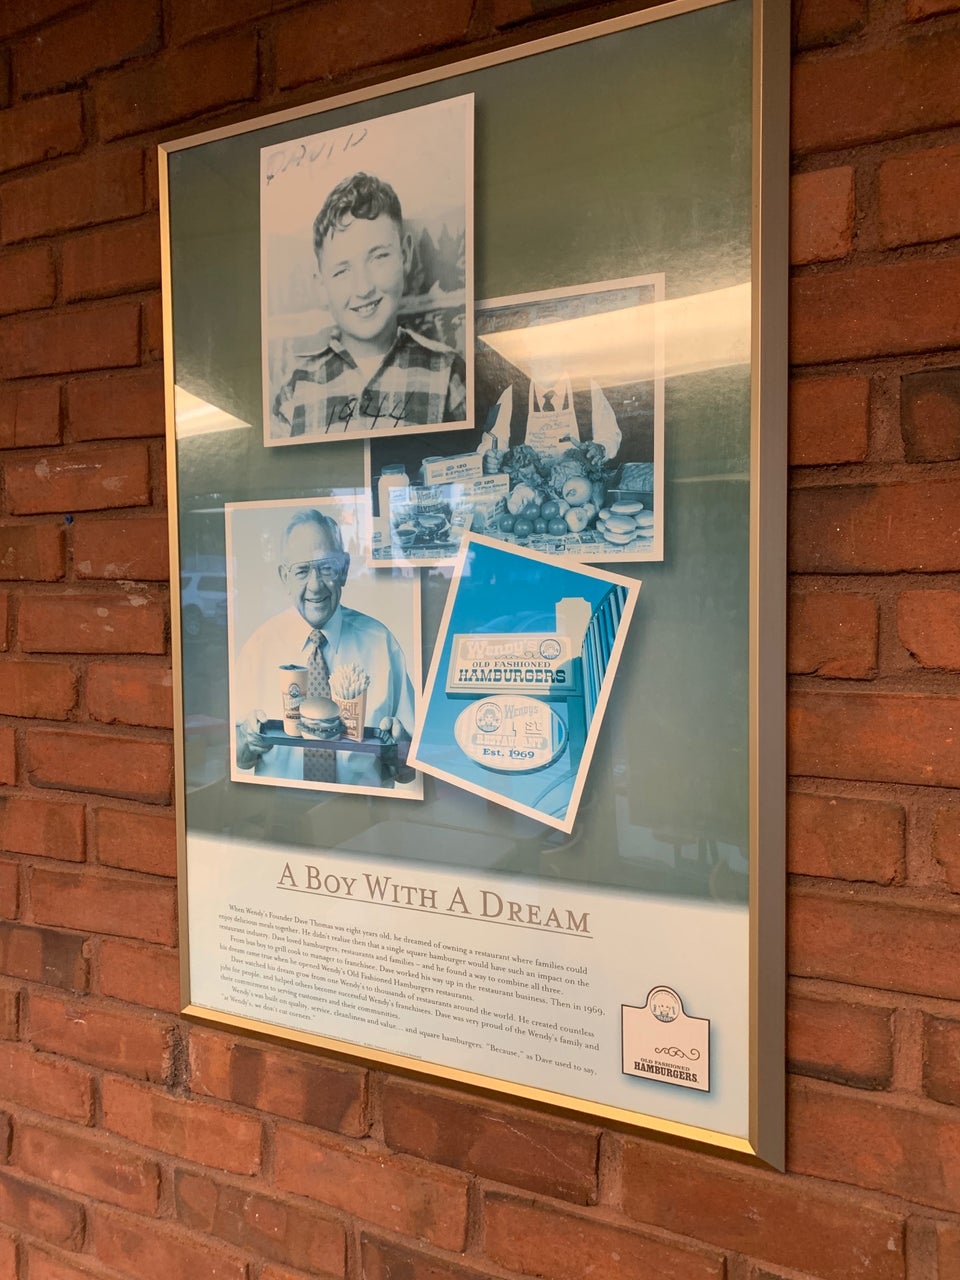 DAVID
1944
120
120
Wendy's
OLD FASHIONED
HAMBURGERS
Wendy's
1st
RESTAURANT
Est. 1969
A BOY WITH A DREAM
When Wendy's Founder Dave Thomas was eight years old, he dreamed of owning a restaurant where families could
enjoy delicious meals together. He didn't realize then that a single square hamburger would have such an impact on the
restaurant industry. Dave loved hamburgers, restaurants and families – and he found a way to combine all three.
From bus boy to grill cook to manager to franchisee, Dave worked his way up in the restaurant business. Then in 1969,
his dream came true when he opened Wendy's Old Fashioned Hamburgers restaurants.
Dave watched his dream grow from one Wendy's to thousands of restaurants around the world. He created countless
jobs for people, and helped others become successful Wendy's franchisees. Dave was very proud of the Wendy's family and
their commitment to serving customers and their communities.
Wendy's was built on quality, service, cleanliness and value... and square hamburgers. "Because," as Dave used to say,
"at Wendy's, we don't cut corners."
OLD FASHIONED
HAMBURGERS